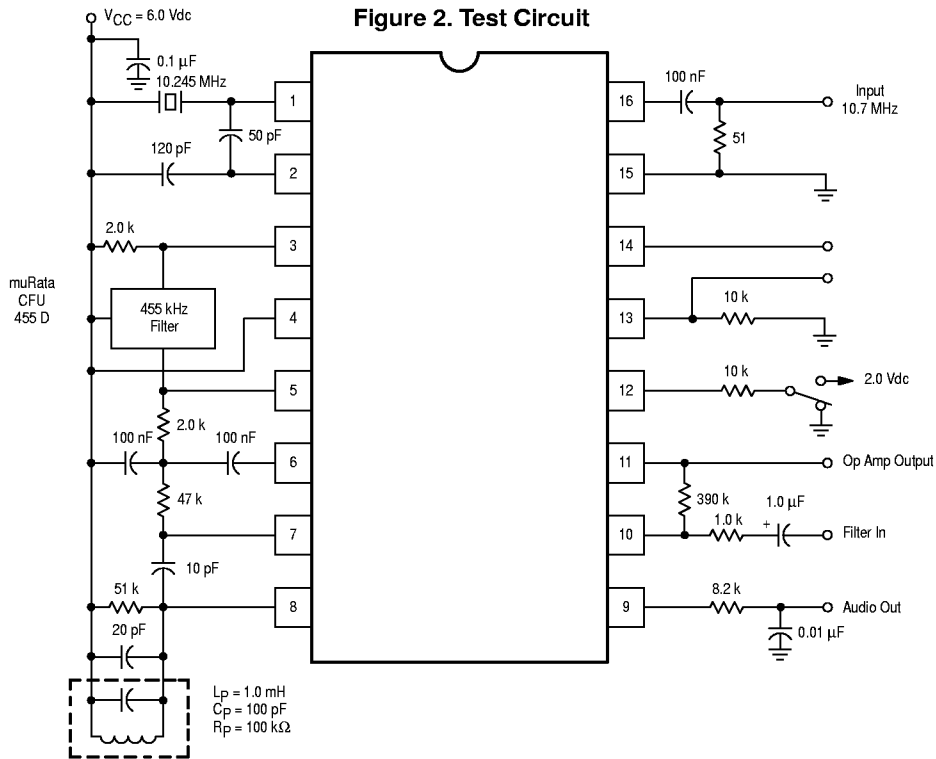 Figure 2. Test Circuit
VCC = 6.0 Vdc
0.1 µF
10.245 MHz
50 pF
120 pF
2.0 k
muRata
CFU
455 D
455 kHz
Filter
2.0 k
100 nF
100 nF
47 k
10 pF
51 k
20 pF
LP = 1.0 mH
CP = 100 pF
RP = 100 kΩ
1
2
3
4
5
6
7
8
16
15
14
13
12
11
10
9
100 nF
Input
10.7 MHz
51
10 k
10 k
2.0 Vdc
Op Amp Output
390 k
1.0 µF
1.0 k
+
Filter In
8.2 k
Audio Out
0.01 µF